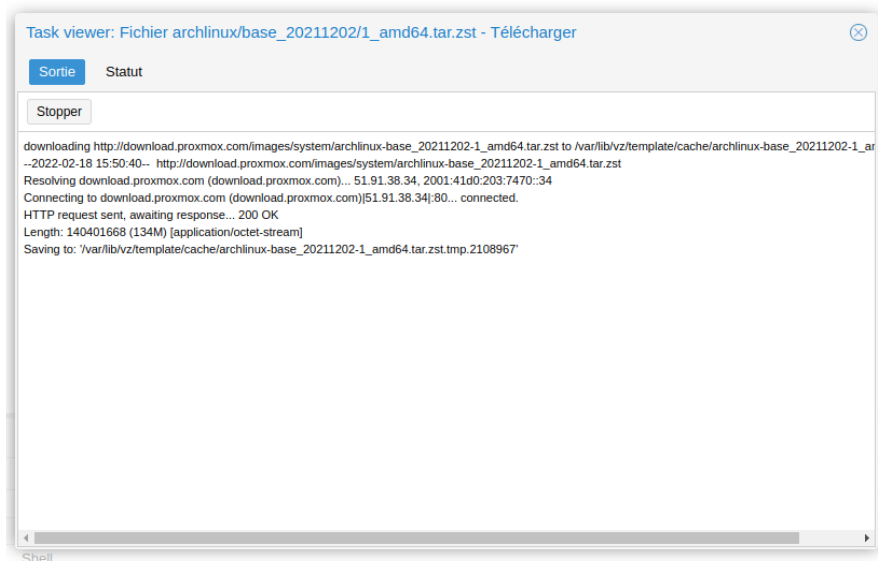 Task viewer: Fichier archlinux/base_20211202/1_amd64.tar.zst - Télécharger
Sortie Statut
Stopper
downloading http://download.proxmox.com/images/system/archlinux-base_20211202-1_amd64.tar.zst to /var/lib/vz/template/cache/archlinux-base_20211202-1_ar
--2022-02-18 15:50:40-- http://download.proxmox.com/images/system/archlinux-base_20211202-1_amd64.tar.zst
Resolving download.proxmox.com (download.proxmox.com)... 51.91.38.34, 2001:41d0:203:7470::34
Connecting to download.proxmox.com (download.proxmox.com)|51.91.38.34|:80... connected.
HTTP request sent, awaiting response... 200 OK
Length: 140401668 (134M) [application/octet-stream]
Saving to: '/var/lib/vz/template/cache/archlinux-base_20211202-1_amd64.tar.zst.tmp.2108967'
Shell